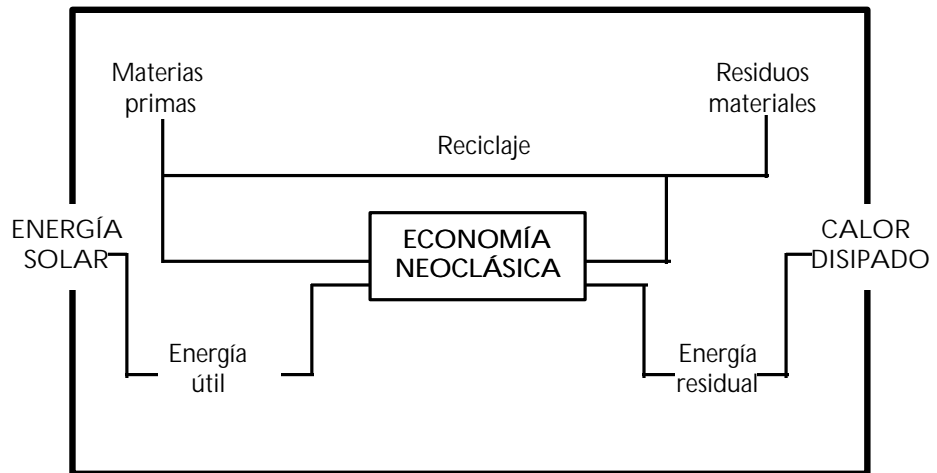 Materias
primas
Residuos
materiales
Reciclaje
ENERGÍA
SOLAR
ECONOMÍA
NEOCLÁSICA
CALOR
DISIPADO
Energía
útil
Energía
residual